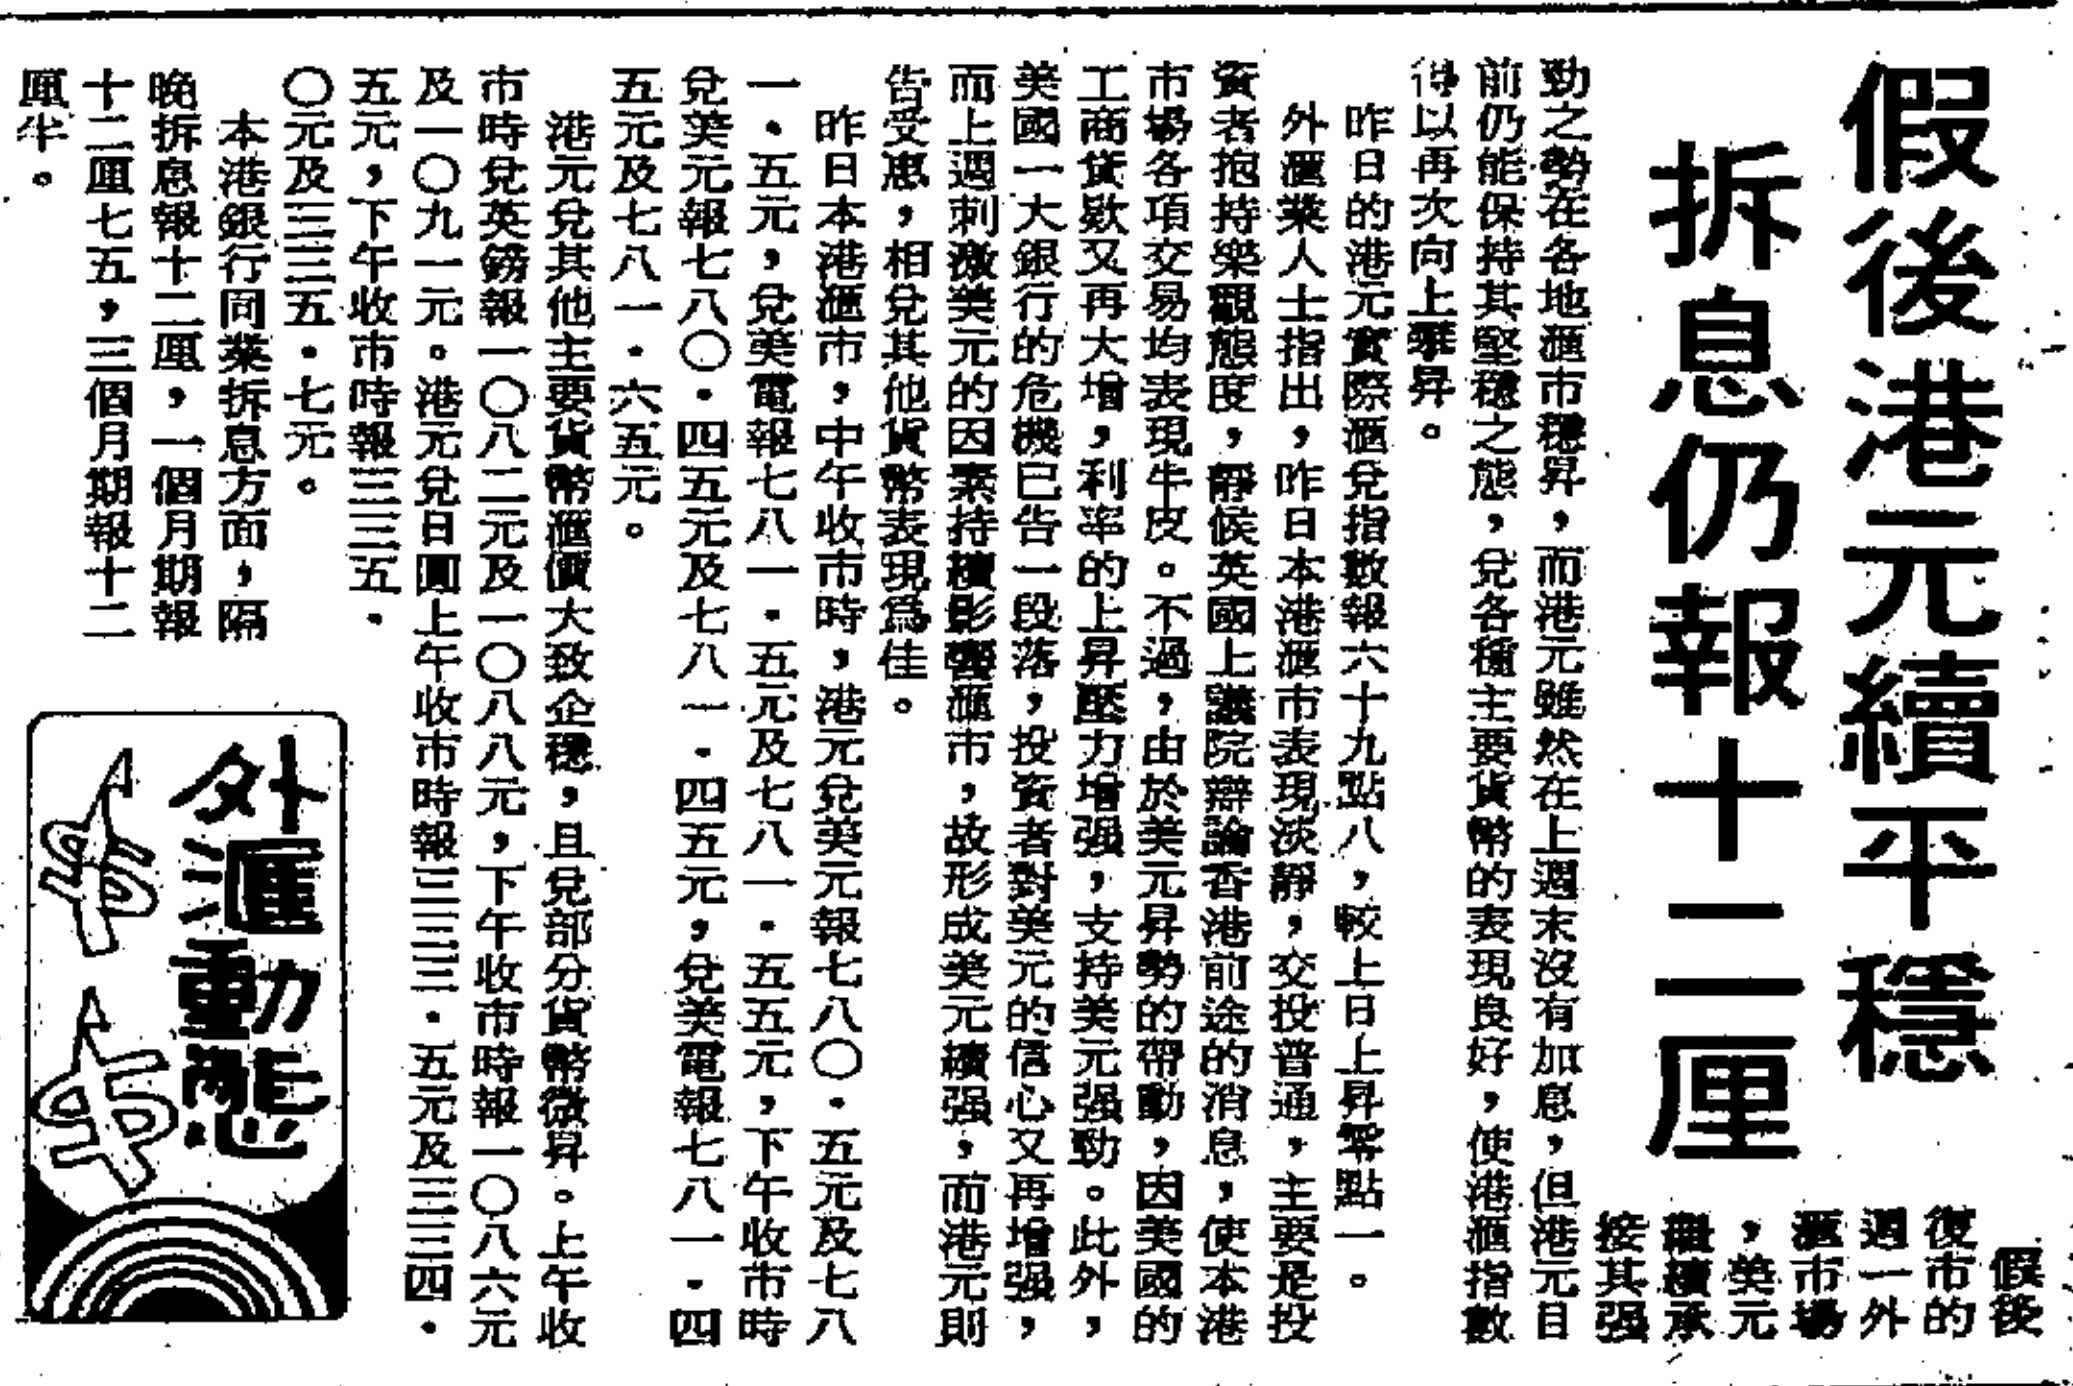 假後港元續平穩
拆息仍報十二厘
假後
復市的
週一外
滙市場
，美元
繼續承
接其强
勁之勢在各地滙市穩昇，而港元雖然在上週末沒有加息，但港元目
前仍能保持其堅穩之態，兌各種主要貨幣的表現良好，使港滙指數
得以再次向上躍昇。
昨日的港元實際滙兌指數報六十九點八，較上日上昇零點一。
外滙業人士指出，昨日本港滙市表現淡靜，交投普通，主要是投
資者抱持樂觀態度，靜候英國上議院辯論香港前途的消息，使本港
市場各項交易均表現牛皮。不過，由於美元昇勢的帶動，因美國的
工商貨欵又再大增，利率的上昇壓力增强，支持美元强勁。此外，
美國一大銀行的危機已告一段落，投資者對美元的信心又再增强，
而上週刺激美元的因素持續影響滙市，故形成美元續强，而港元則
告受惠，相兌其他貨幣表現爲佳。
昨日本港滙市，中午收市時，港元兌美元報七八〇．五元及七八
一．五元，兌美電報七八一．五元及七八一．五五元，下午收市時
兌美元報七八〇．四五元及七八一．四五元，兌美電報七八一．四
五元及七八一．六五元。
港元兌其他主要貨幣滙價大致企穩，且兌部分貨幣微昇。上午收
市時兌英鎊報一〇八二元及一〇八八元，下午收市時報一〇八六元
及一〇九一元。港元兌日圓上午收市時報三三三．五元及三三四．
五元，下午收市時報三三五．
〇元及三三五．七元。
本港銀行同業拆息方面，隔
晚拆息報十二厘，一個月期報
十二厘七五，三個月期報十二
厘半。
外滙動態